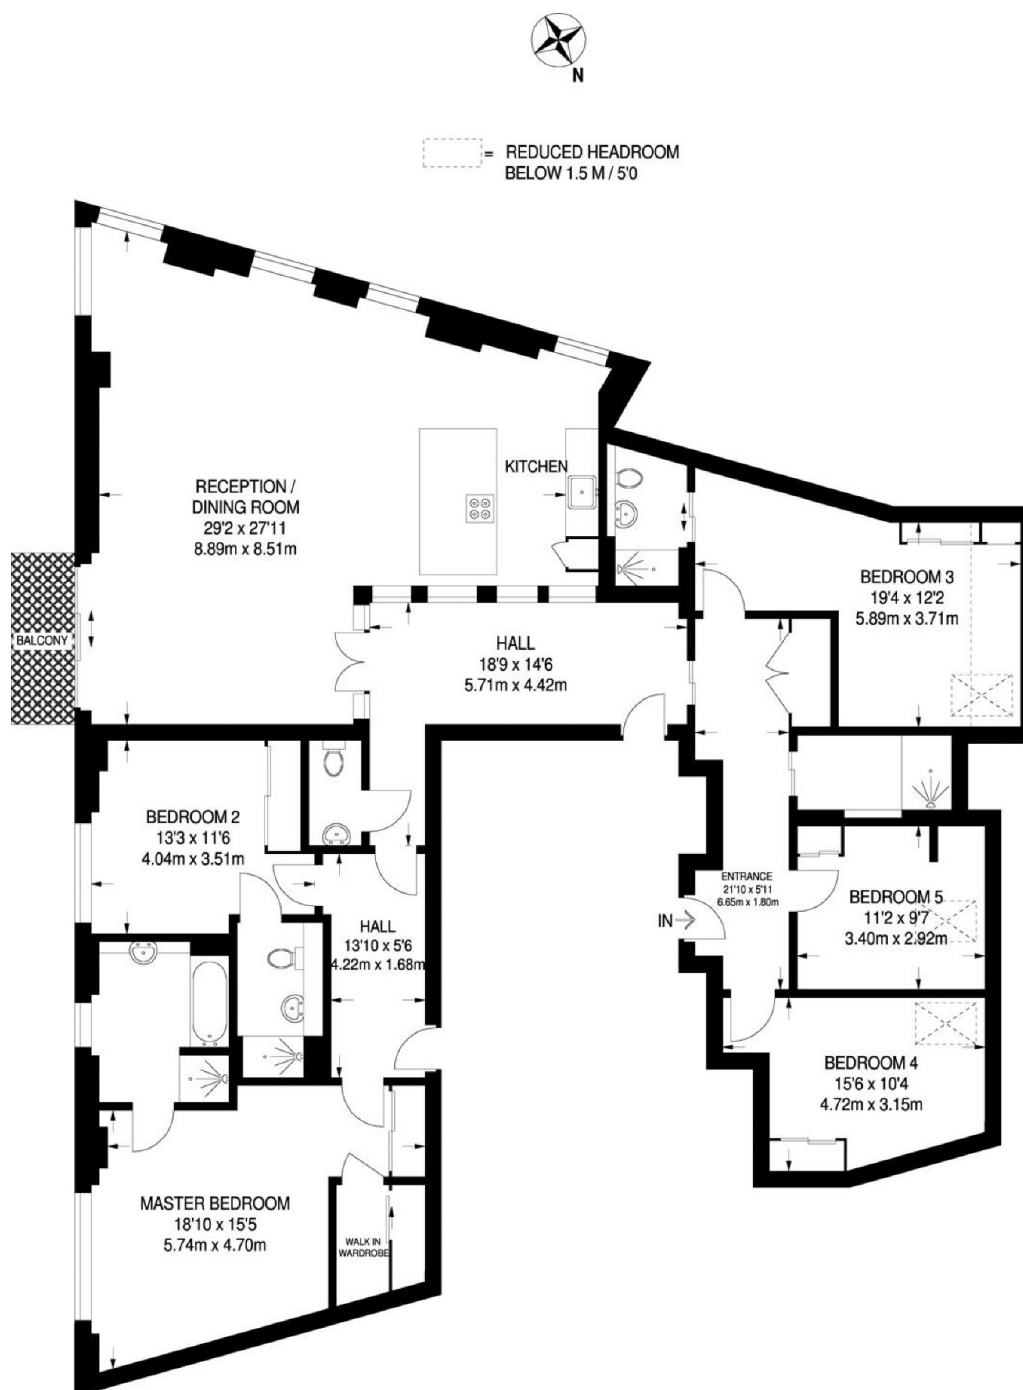 N
= REDUCED HEADROOM
BELOW 1.5 M / 5'0
KITCHEN
RECEPTION /
DINING ROOM
29'2 x 27'11
8.89m x 8.51m
BEDROOM 3
19'4 x 12'2
5.89m x 3.71m
BALCONY
HALL
18'9 x 14'6
5.71m x 4.42m
BEDROOM 2
13'3 x 11'6
4.04m x 3.51m
ENTRANCE
21'10 x 5'11
6.65m x 1.80m
IN
BEDROOM 5
11'2 x 9'7
3.40m x 2.92m
HALL
13'10 x 5'6
4.22m x 1.68m
BEDROOM 4
15'6 x 10'4
4.72m x 3.15m
MASTER BEDROOM
18'10 x 15'5
5.74m x 4.70m
WALK IN
WARDROBE